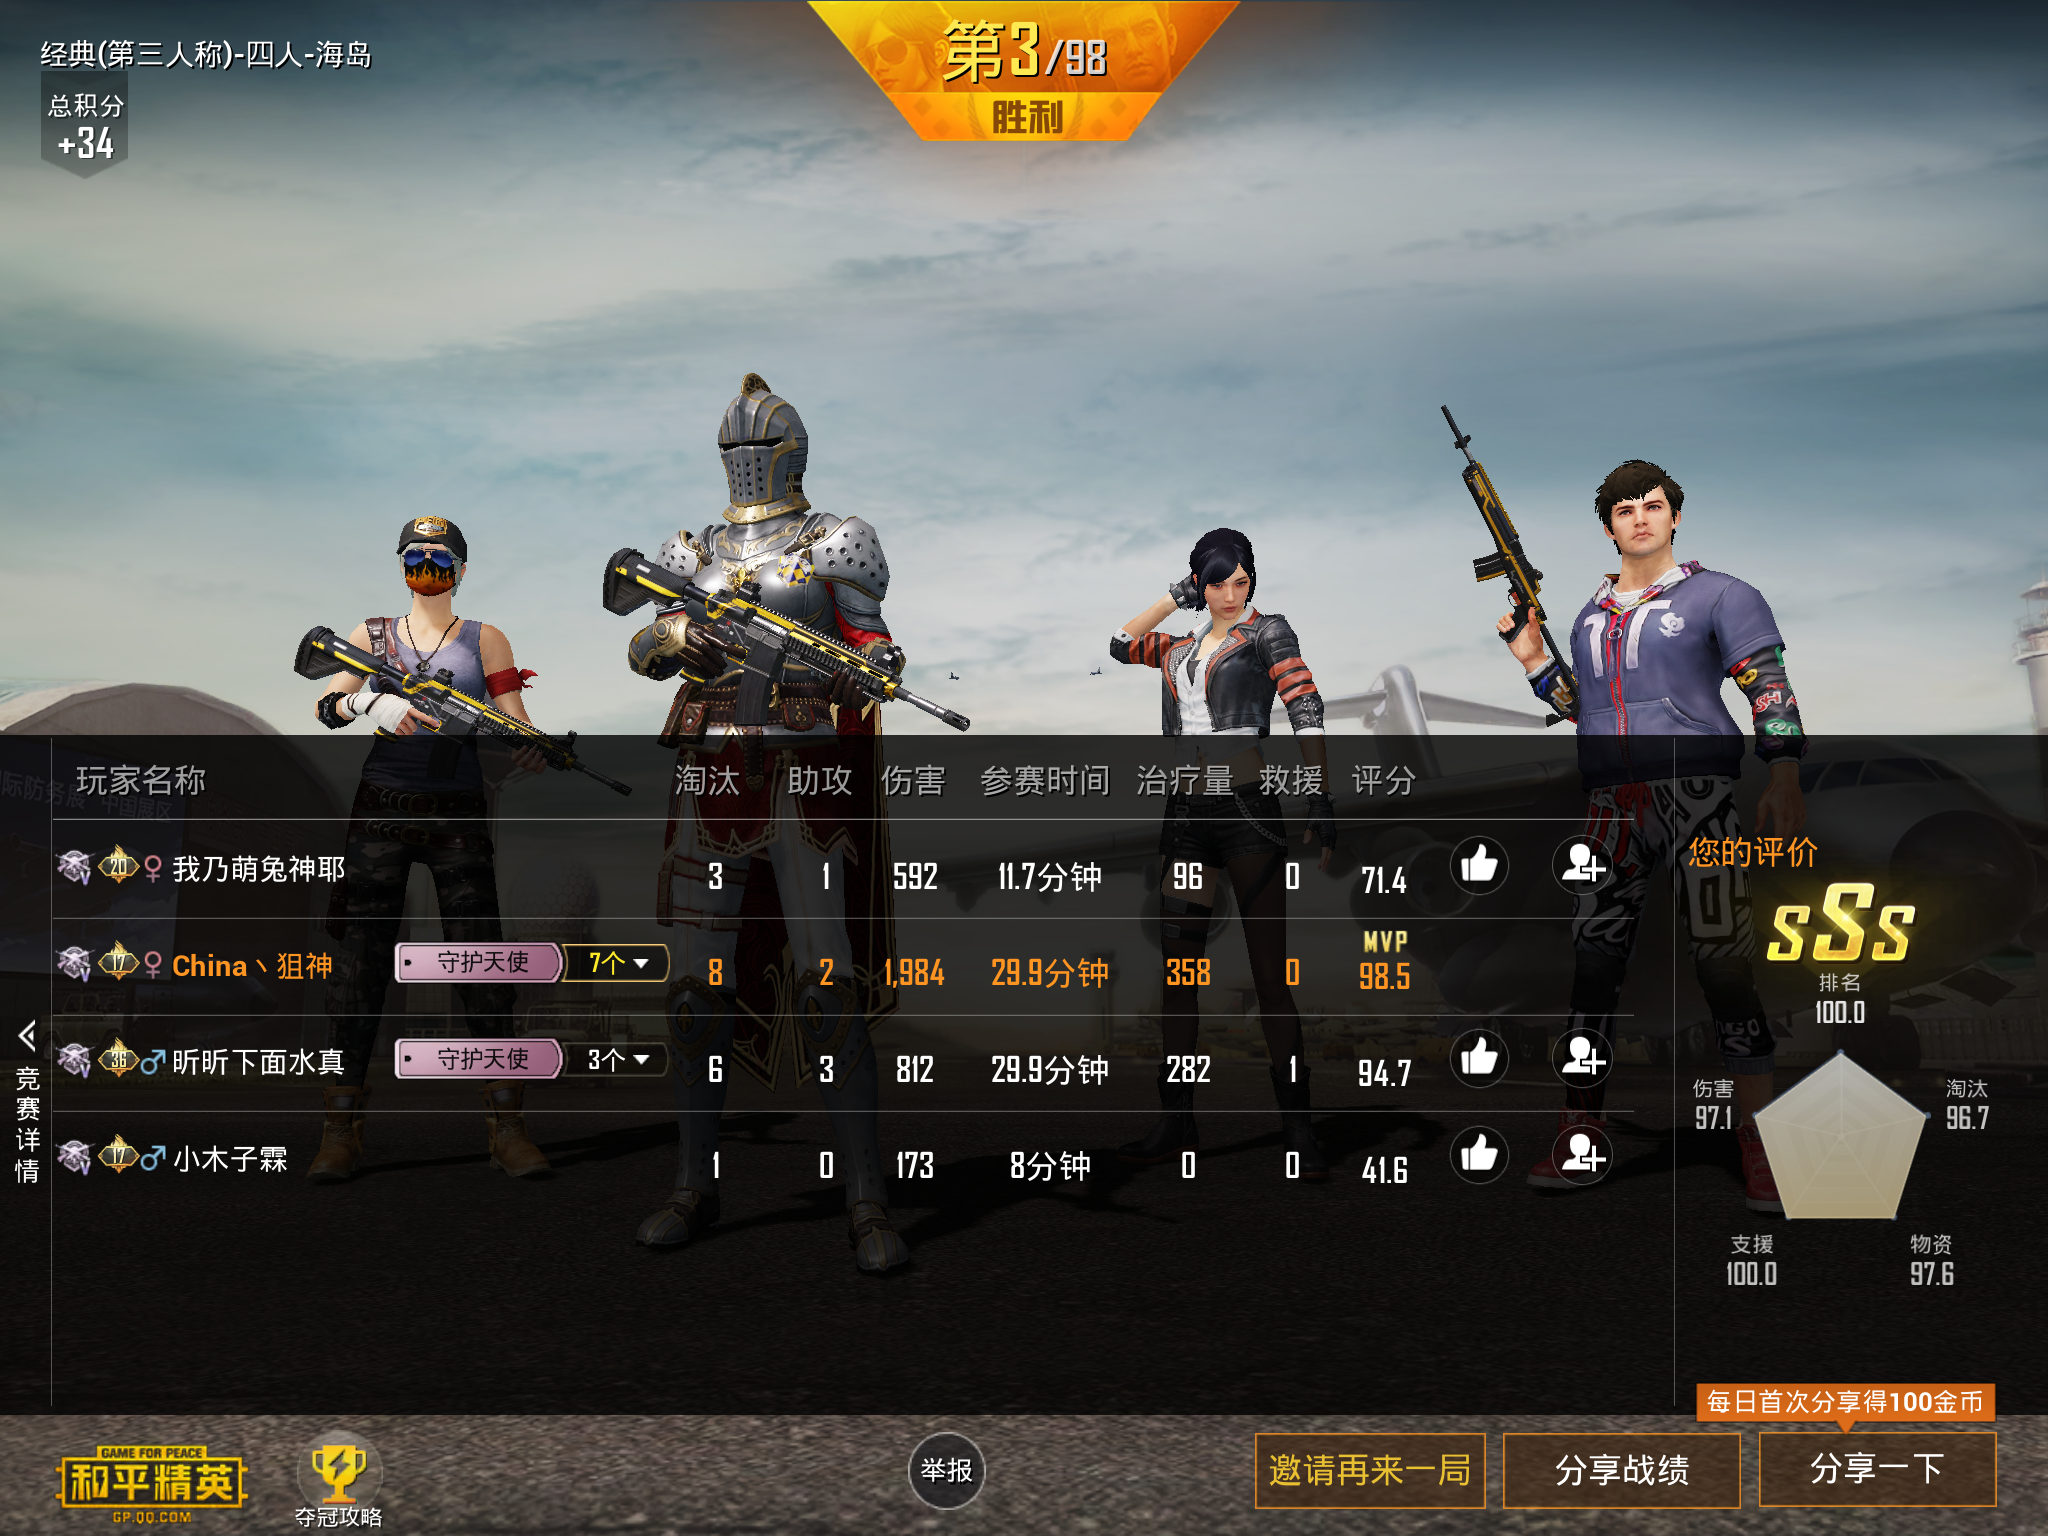 经典(第三人称)-四人-海岛
总积分
+34
第3/98
胜利
玩家名称 淘汰 助攻 伤害 参赛时间 治疗量 救援 评分
20 我乃萌兔神耶 3 1 592 11.7分钟 96 0 71.4
MVP
17 China丶狙神 守护天使 7个 8 2 1,984 29.9分钟 358 0 98.5
36 昕昕下面水真 守护天使 3个 6 3 812 29.9分钟 282 1 94.7
17 小木子霖 1 0 173 8分钟 0 0 41.6
竞赛详情
您的评价
sSs
排名
100.0
伤害
97.1
淘汰
96.7
支援
100.0
物资
97.6
每日首次分享得100金币
GAME FOR PEACE
和平精英
GP.QQ.COM
夺冠攻略
举报
邀请再来一局
分享战绩
分享一下